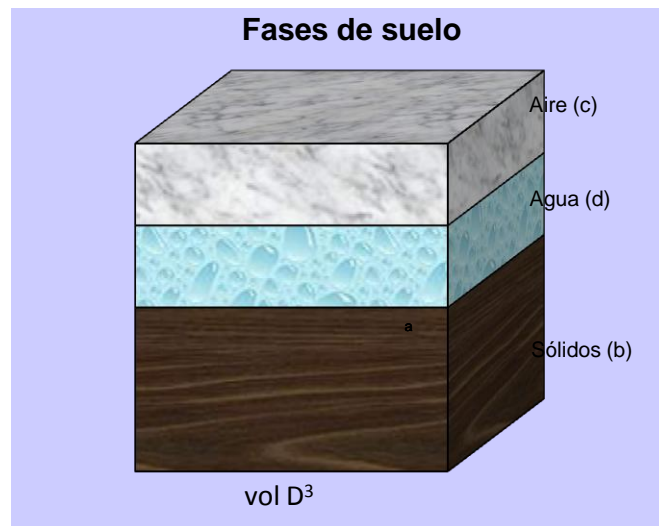 Fases de suelo
Aire (c)
Agua (d)
a
Sólidos (b)
vol D³